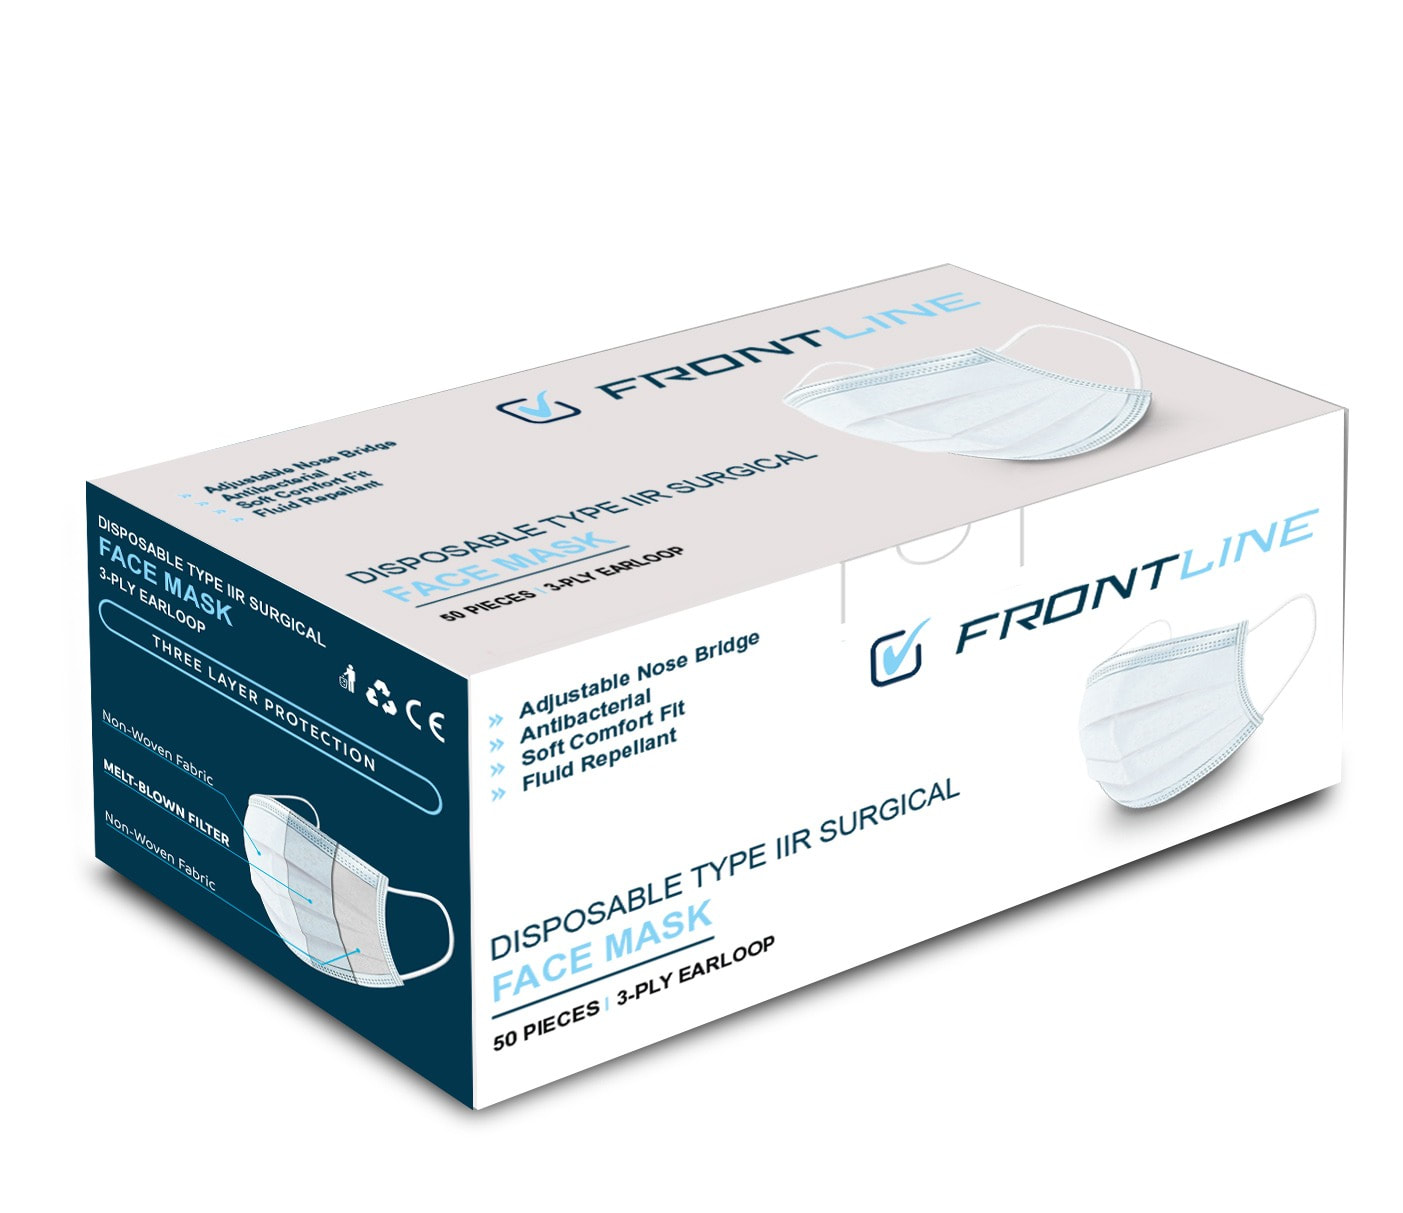 FRONTLINE
Adjustable Nose Bridge
Antibacterial
Soft Comfort Fit
Fluid Repellant
DISPOSABLE TYPE IIR SURGICAL
FACE MASK
50 PIECES | 3-PLY EARLOOP
DISPOSABLE TYPE IIR SURGICAL
FACE MASK
3-PLY EARLOOP
THREE LAYER PROTECTION
CE
Non-Woven Fabric
MELT-BLOWN FILTER
Non-Woven Fabric
FRONTLINE
» Adjustable Nose Bridge
» Antibacterial
» Soft Comfort Fit
» Fluid Repellant
DISPOSABLE TYPE IIR SURGICAL
FACE MASK
50 PIECES | 3-PLY EARLOOP